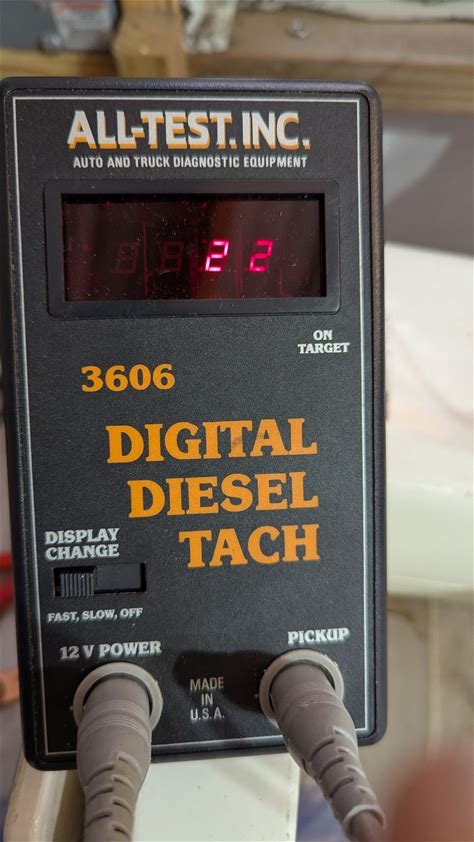 ALL-TEST. INC.
AUTO AND TRUCK DIAGNOSTIC EQUIPMENT
22
ON
TARGET
3606
DIGITAL
DIESEL
TACH
DISPLAY
CHANGE
FAST, SLOW, OFF
12 V POWER
PICKUP
MADE
IN
U.S.A.